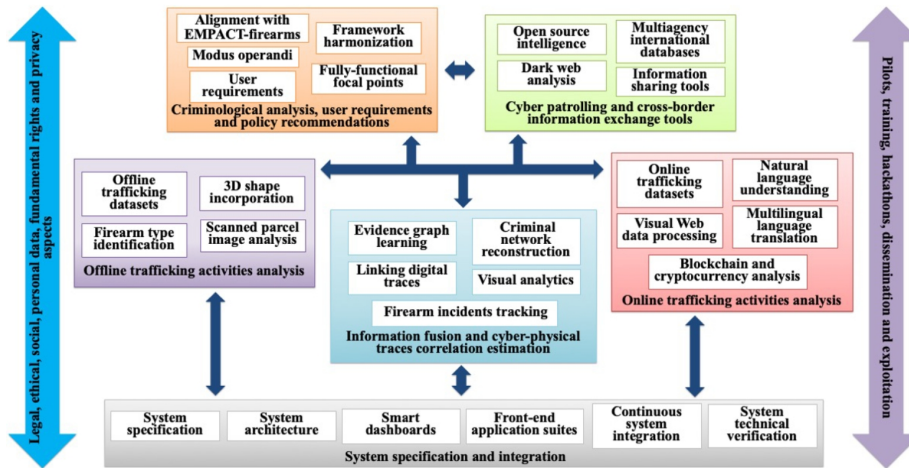 Legal, ethical, social, personal data, fundamental rights and privacy
aspects
Alignment with
EMPACT-firearms
Framework
harmonization
Modus operandi
User
requirements
Fully-functional
focal points
Criminological analysis, user requirements
and policy recommendations
Open source
intelligence
Multiagency
international
databases
Dark web
analysis
Information
sharing tools
Cyber patrolling and cross-border
information exchange tools
Offline
trafficking
datasets
3D shape
incorporation
Firearm type
identification
Scanned parcel
image analysis
Offline trafficking activities analysis
Evidence graph
learning
Criminal
network
reconstruction
Linking digital
traces
Visual analytics
Firearm incidents tracking
Information fusion and cyber-physical
traces correlation estimation
Online
trafficking
datasets
Natural
language
understanding
Visual Web
data processing
Multilingual
language
translation
Blockchain and
cryptocurrency analysis
Online trafficking activities analysis
System
specification
System
architecture
Smart
dashboards
Front-end
application suites
Continuous
system
integration
System
technical
verification
System specification and integration
Pilots, training, hackathons, dissemination and exploitation